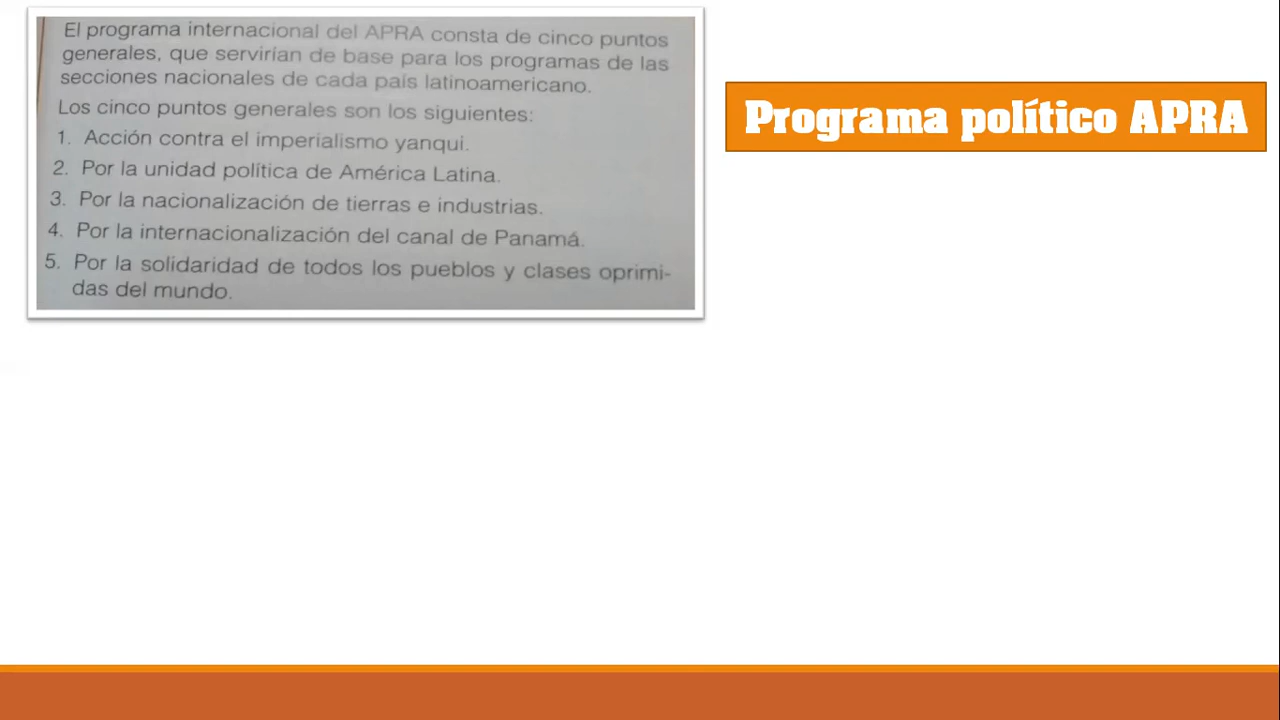 El programa internacional del APRA consta de cinco puntos
generales, que servirían de base para los programas de las
secciones nacionales de cada país latinoamericano.
Los cinco puntos generales son los siguientes:
1. Acción contra el imperialismo yanqui.
2. Por la unidad política de América Latina.
3. Por la nacionalización de tierras e industrias.
4. Por la internacionalización del canal de Panamá.
5. Por la solidaridad de todos los pueblos y clases oprimi-
das del mundo.
Programa político APRA